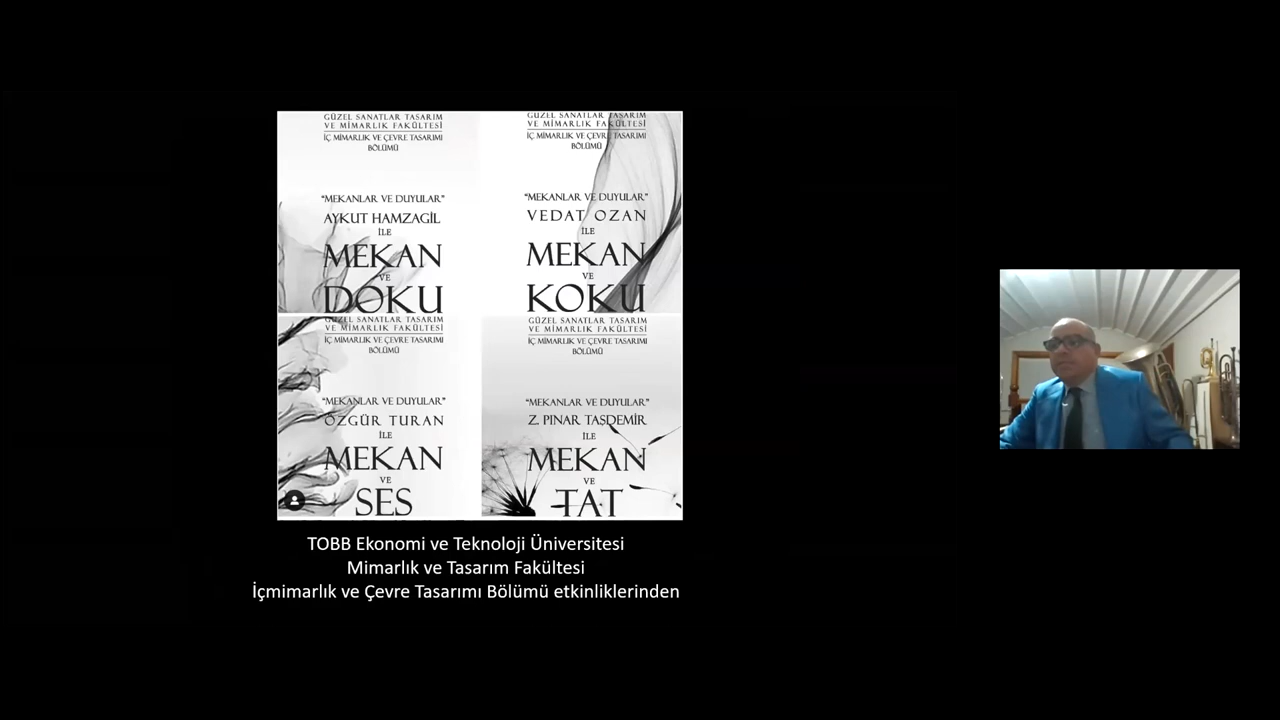 GÜZEL SANATLAR TASARIM
VE MİMARLIK FAKÜLTESİ
İÇ MİMARLIK VE ÇEVRE TASARIMI
BÖLÜMÜ
"MEKANLAR VE DUYULAR"
AYKUT HAMZAGİL
İLE
MEKAN
VE
DOKU
GÜZEL SANATLAR TASARIM
VE MİMARLIK FAKÜLTESİ
İÇ MİMARLIK VE ÇEVRE TASARIMI
BÖLÜMÜ
"MEKANLAR VE DUYULAR"
VEDAT OZAN
İLE
MEKAN
VE
KOKU
GÜZEL SANATLAR TASARIM
VE MİMARLIK FAKÜLTESİ
İÇ MİMARLIK VE ÇEVRE TASARIMI
BÖLÜMÜ
"MEKANLAR VE DUYULAR"
ÖZGÜR TURAN
İLE
MEKAN
VE
SES
GÜZEL SANATLAR TASARIM
VE MİMARLIK FAKÜLTESİ
İÇ MİMARLIK VE ÇEVRE TASARIMI
BÖLÜMÜ
"MEKANLAR VE DUYULAR"
Z. PINAR TAŞDEMİR
İLE
MEKAN
VE
TAT
TOBB Ekonomi ve Teknoloji Üniversitesi
Mimarlık ve Tasarım Fakültesi
İçmimarlık ve Çevre Tasarımı Bölümü etkinliklerinden